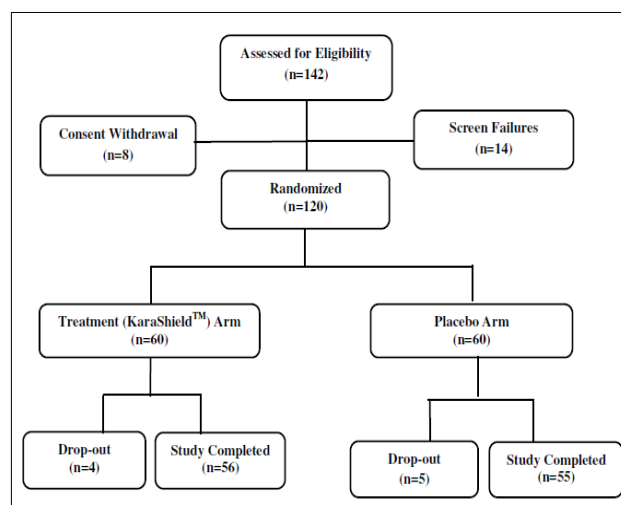 Assessed for Eligibility
(n=142)
Consent Withdrawal
(n=8)
Screen Failures
(n=14)
Randomized
(n=120)
Treatment (KaraShield™) Arm
(n=60)
Placebo Arm
(n=60)
Drop-out
(n=4)
Study Completed
(n=56)
Drop-out
(n=5)
Study Completed
(n=55)